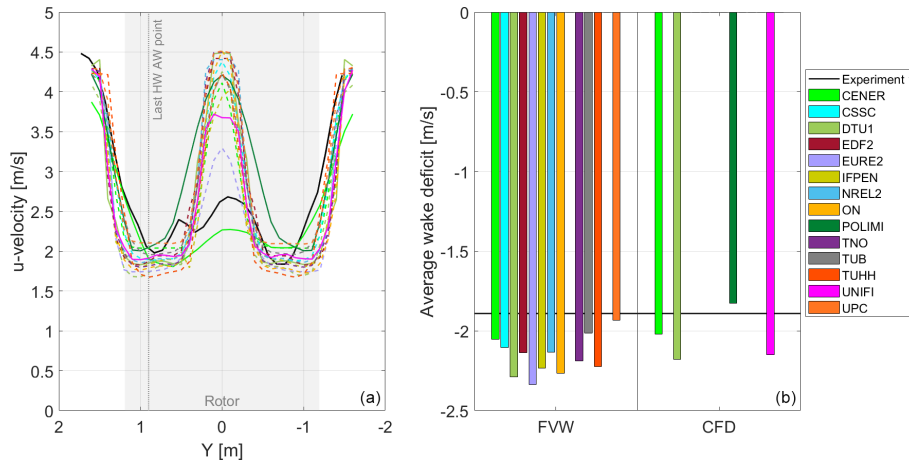 5
4.5
4
3.5
3
2.5
2
1.5
1
0.5
0
u-velocity [m/s]
Last HW AW point
Rotor
(a)
2
1
0
-1
-2
Y [m]
0
-0.5
-1
-1.5
-2
-2.5
Average wake deficit [m/s]
(b)
FVW
CFD
Experiment
CENER
CSSC
DTU1
EDF2
EURE2
IFPEN
NREL2
ON
POLIMI
TNO
TUB
TUHH
UNIFI
UPC